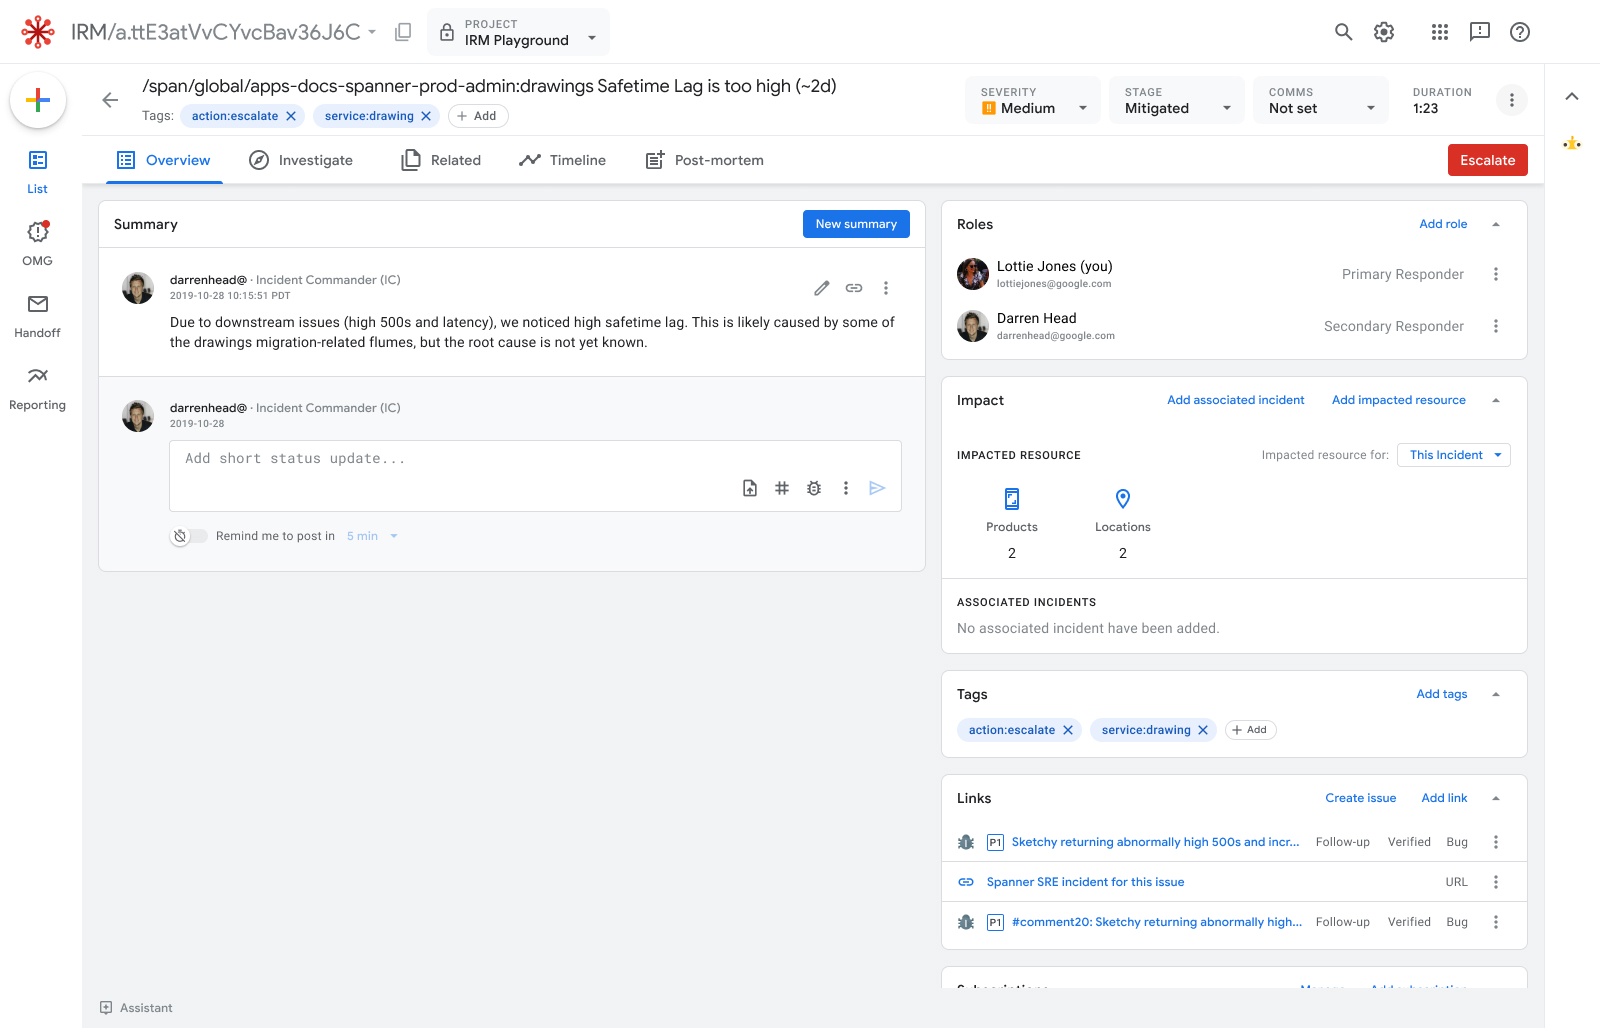 IRM/a.ttE3atVvCYvcBav36J6C
PROJECT
IRM Playground
/span/global/apps-docs-spanner-prod-admin:drawings Safetime Lag is too high (~2d)
Tags: action:escalate service:drawing Add
SEVERITY
Medium
STAGE
Mitigated
COMMS
Not set
DURATION
1:23
List
OMG
Handoff
Reporting
Overview Investigate Related Timeline Post-mortem
Escalate
Summary
New summary
darrenhead@ · Incident Commander (IC)
2019-10-28 10:15:51 PDT
Due to downstream issues (high 500s and latency), we noticed high safetime lag. This is likely caused by some of
the drawings migration-related flumes, but the root cause is not yet known.
darrenhead@ · Incident Commander (IC)
2019-10-28
Add short status update...
Remind me to post in 5 min
Roles
Add role
Lottie Jones (you)
lottiejones@google.com
Primary Responder
Darren Head
darrenhead@google.com
Secondary Responder
Impact
Add associated incident Add impacted resource
IMPACTED RESOURCE
Impacted resource for: This Incident
Products
2
Locations
2
ASSOCIATED INCIDENTS
No associated incident have been added.
Tags
Add tags
action:escalate service:drawing Add
Links
Create issue Add link
P1 Sketchy returning abnormally high 500s and incr... Follow-up Verified Bug
Spanner SRE incident for this issue URL
P1 #comment20: Sketchy returning abnormally high... Follow-up Verified Bug
Subscriptions
Manage Add subscription
Assistant